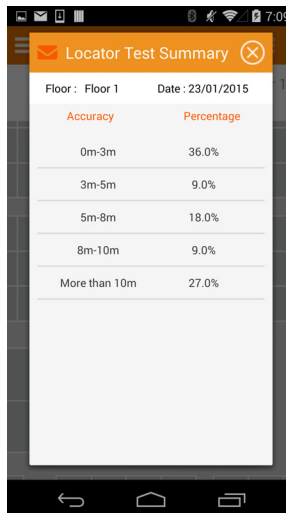 7:09
Locator Test Summary
Floor : Floor 1 Date : 23/01/2015
Accuracy Percentage
0m-3m 36.0%
3m-5m 9.0%
5m-8m 18.0%
8m-10m 9.0%
More than 10m 27.0%